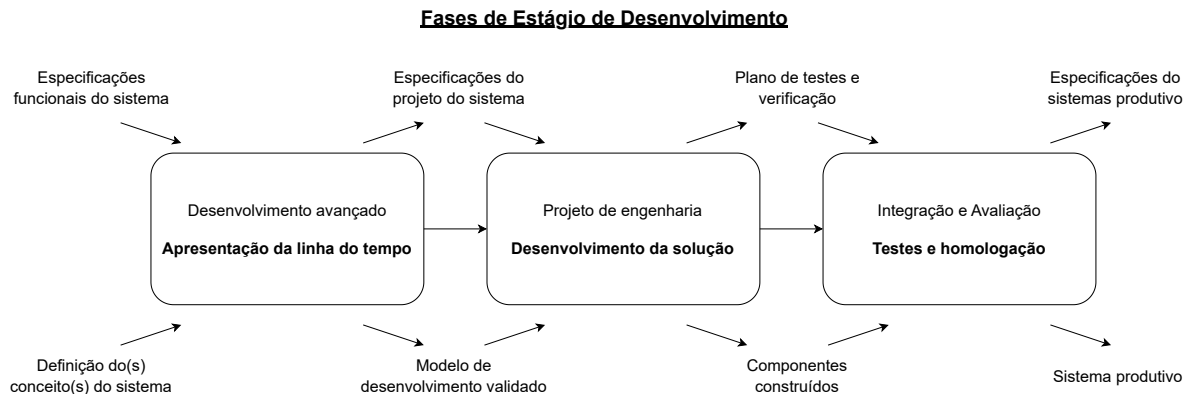 Fases de Estágio de Desenvolvimento
Especificações
funcionais do sistema
Especificações do
projeto do sistema
Plano de testes e
verificação
Especificações do
sistemas produtivo
Desenvolvimento avançado
Apresentação da linha do tempo
Projeto de engenharia
Desenvolvimento da solução
Integração e Avaliação
Testes e homologação
Definição do(s)
conceito(s) do sistema
Modelo de
desenvolvimento validado
Componentes
construídos
Sistema produtivo